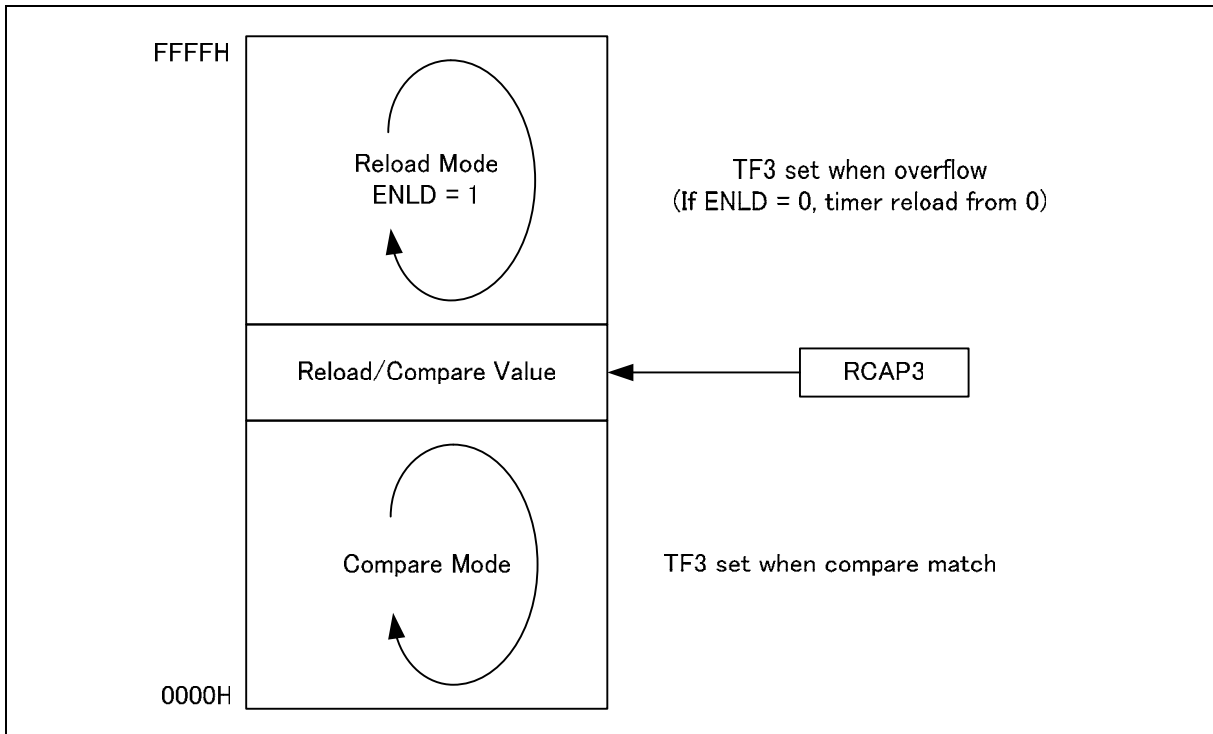 FFFFH
Reload Mode
ENLD = 1
TF3 set when overflow
(If ENLD = 0, timer reload from 0)
Reload/Compare Value
RCAP3
Compare Mode
TF3 set when compare match
0000H